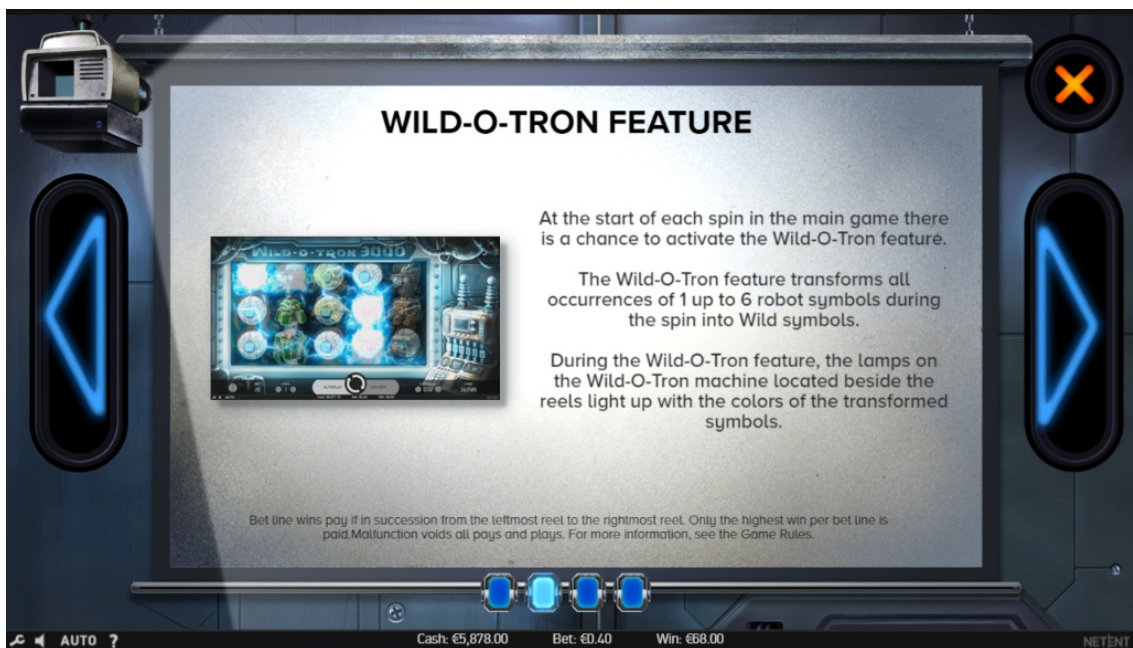 WILD-O-TRON FEATURE
At the start of each spin in the main game there
is a chance to activate the Wild-O-Tron feature.
The Wild-O-Tron feature transforms all
occurrences of 1 up to 6 robot symbols during
the spin into Wild symbols.
During the Wild-O-Tron feature, the lamps on
the Wild-O-Tron machine located beside the
reels light up with the colors of the transformed
symbols.
WILD-O-TRON 3000
Bet line wins pay if in succession from the leftmost reel to the rightmost reel. Only the highest win per bet line is
paid.Malfunction voids all pays and plays. For more information, see the Game Rules.
AUTO ? Cash: €5,878.00 Bet: €0.40 Win: €68.00 NETENT